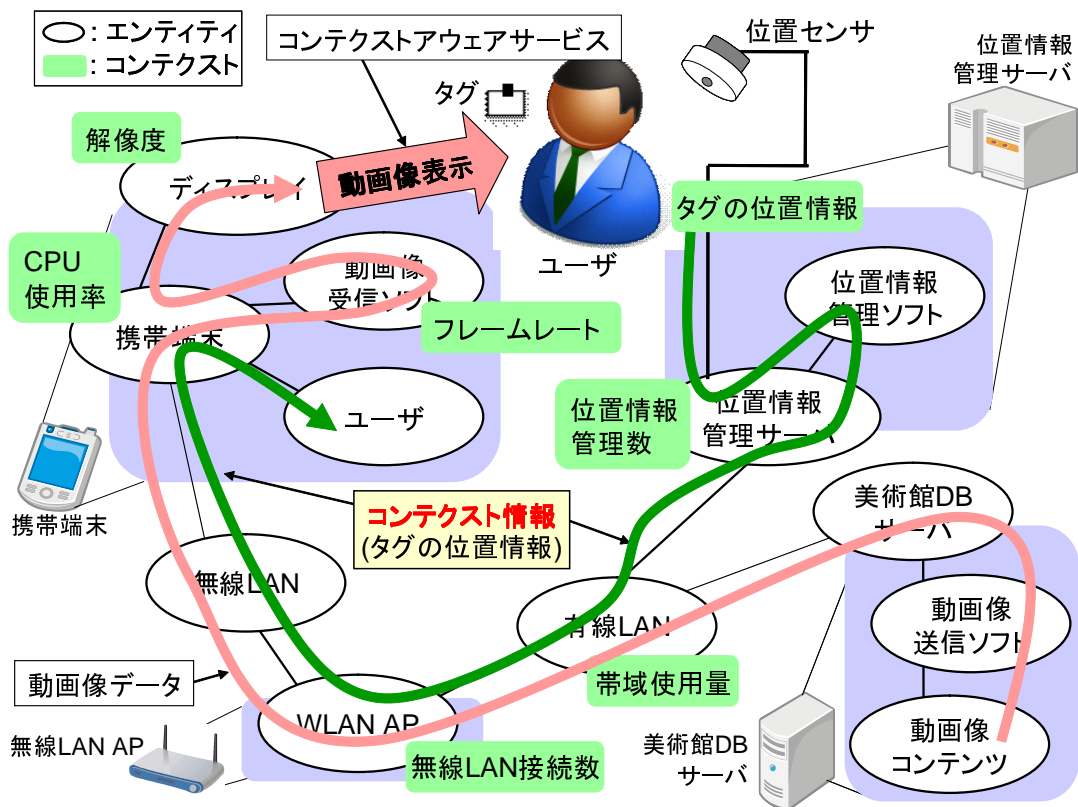 : エンティティ
: コンテクスト
コンテクストアウェアサービス
位置センサ
位置情報
管理サーバ
タグ
解像度
ディスプレイ
動画像表示
タグの位置情報
ユーザ
CPU
使用率
動画像
受信ソフト
位置情報
管理ソフト
携帯端末
フレームレート
ユーザ
位置情報
管理数
位置情報
管理サーバ
携帯端末
コンテクスト情報
(タグの位置情報)
美術館DB
サーバ
無線LAN
有線LAN
動画像
送信ソフト
動画像データ
帯域使用量
WLAN AP
無線LAN AP
無線LAN接続数
美術館DB
サーバ
動画像
コンテンツ